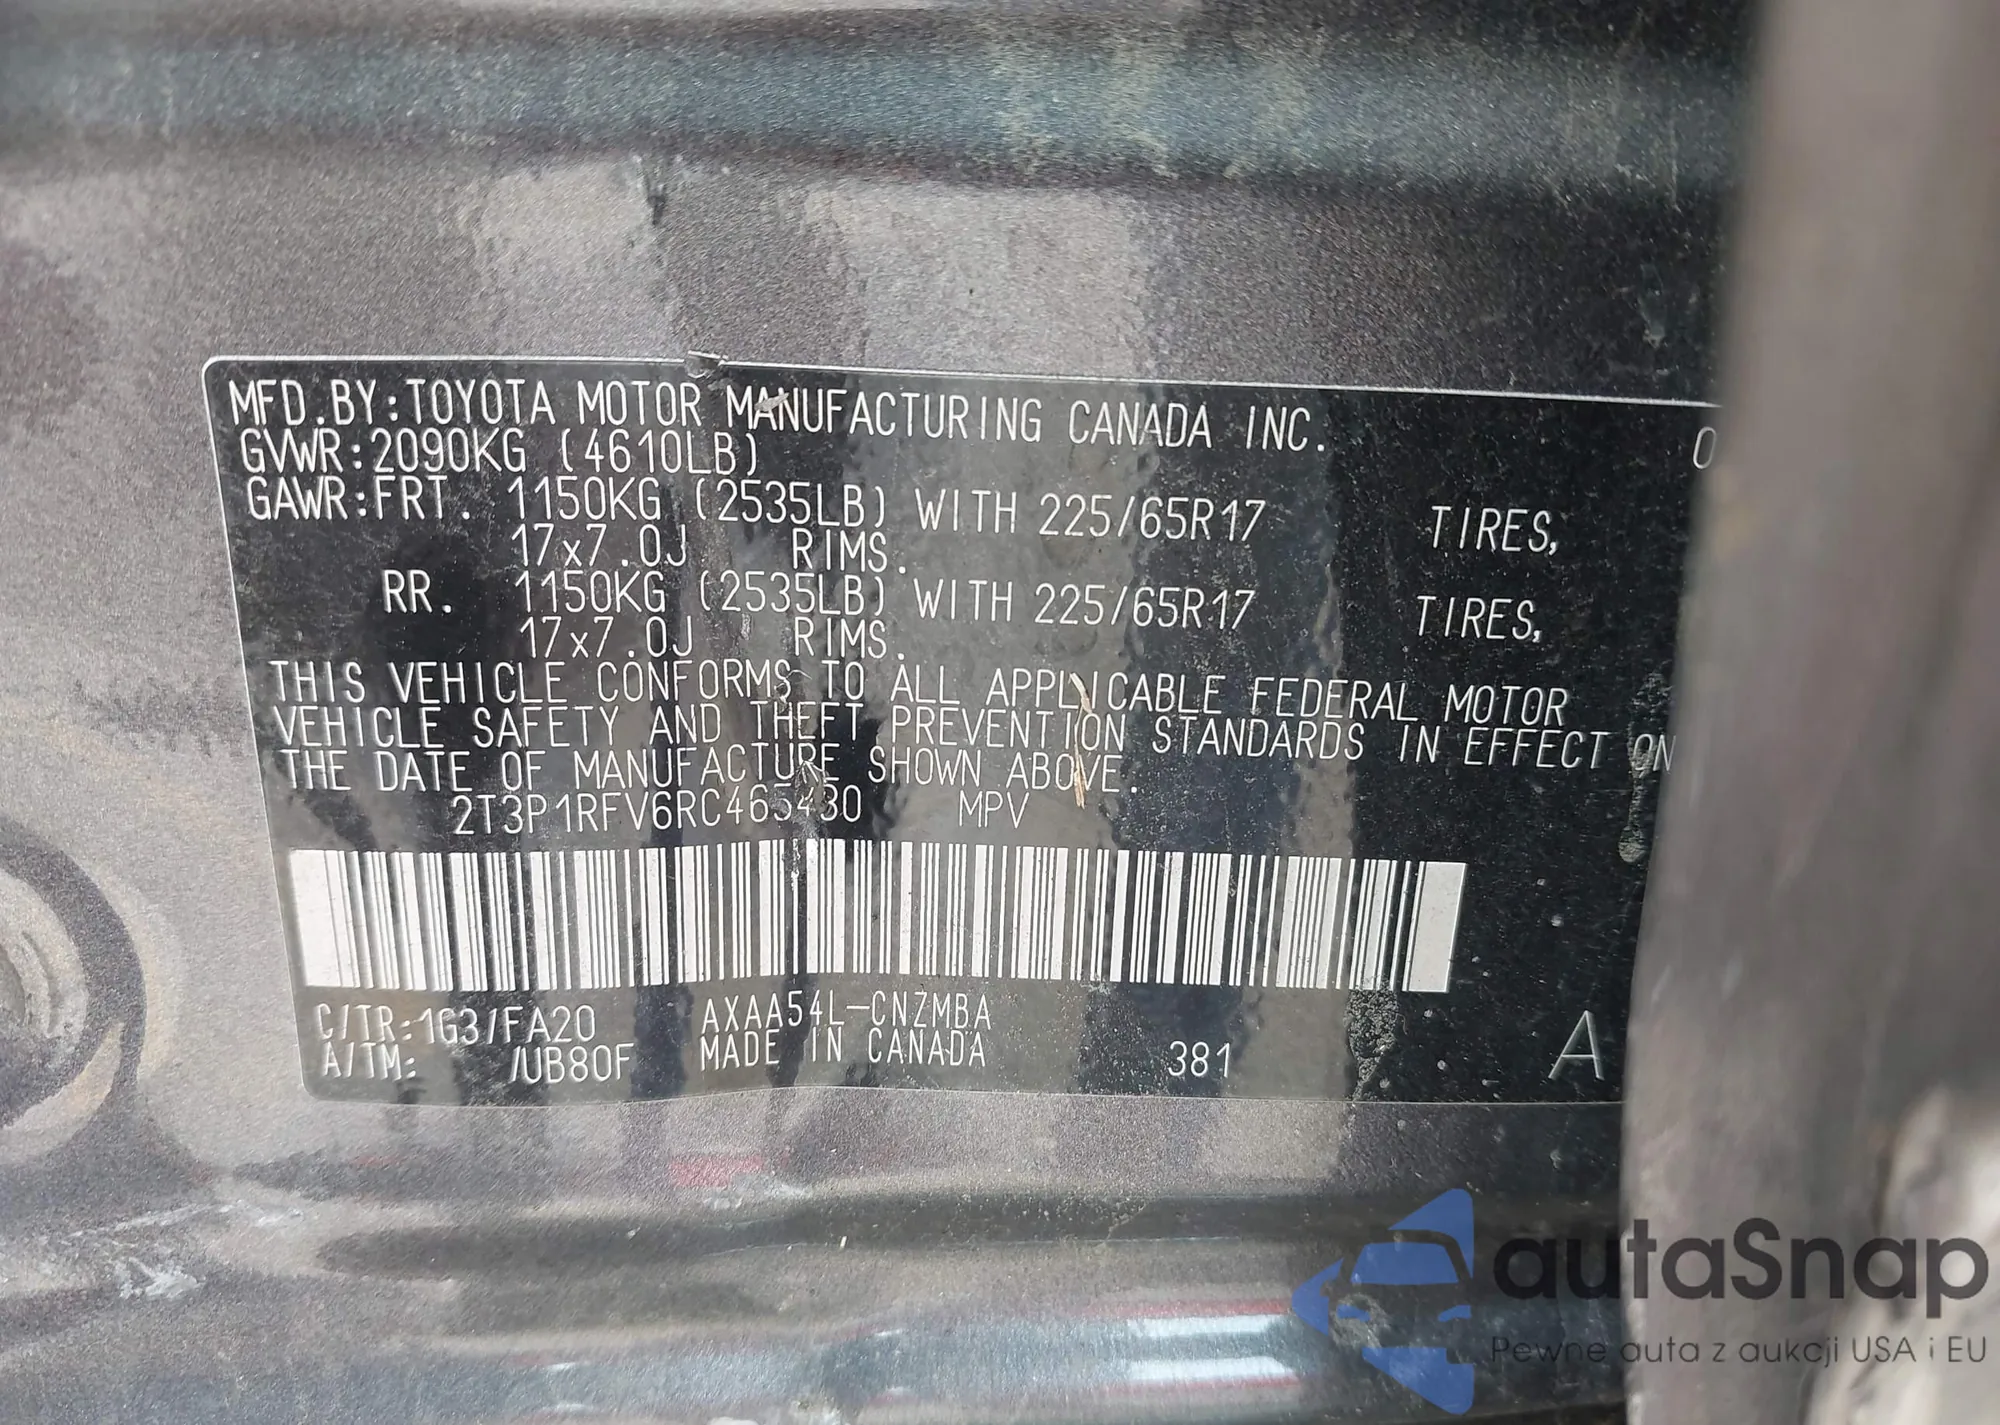 MFD.BY:TOYOTA MOTOR MANUFACTURING CANADA INC. 0
GVWR:2090KG (4610LB)
GAWR:FRT. 1150KG (2535LB) WITH 225/65R17 TIRES,
17x7.0J RIMS.
RR. 1150KG (2535LB) WITH 225/65R17 TIRES,
17x7.0J RIMS.
THIS VEHICLE CONFORMS TO ALL APPLICABLE FEDERAL MOTOR
VEHICLE SAFETY AND THEFT PREVENTION STANDARDS IN EFFECT ON
THE DATE OF MANUFACTURE SHOWN ABOVE.
2T3P1RFV6RC465430 MPV
C/TR:1G3/FA20 AXAA54L-CNZMBA
A/TM: /UB80F MADE IN CANADA 381 A
autaSnap
Pewne auta z aukcji USA i EU